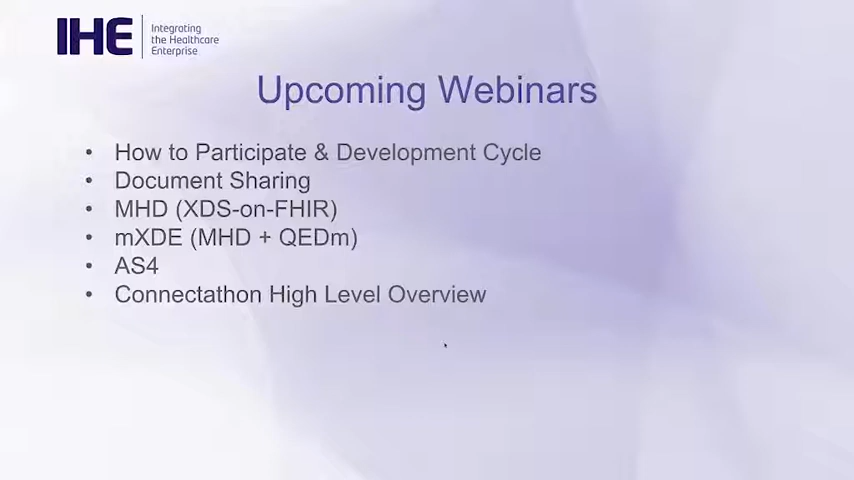 IHE
Integrating
the Healthcare
Enterprise
Upcoming Webinars
• How to Participate & Development Cycle
• Document Sharing
• MHD (XDS-on-FHIR)
• mXDE (MHD + QEDm)
• AS4
• Connectathon High Level Overview